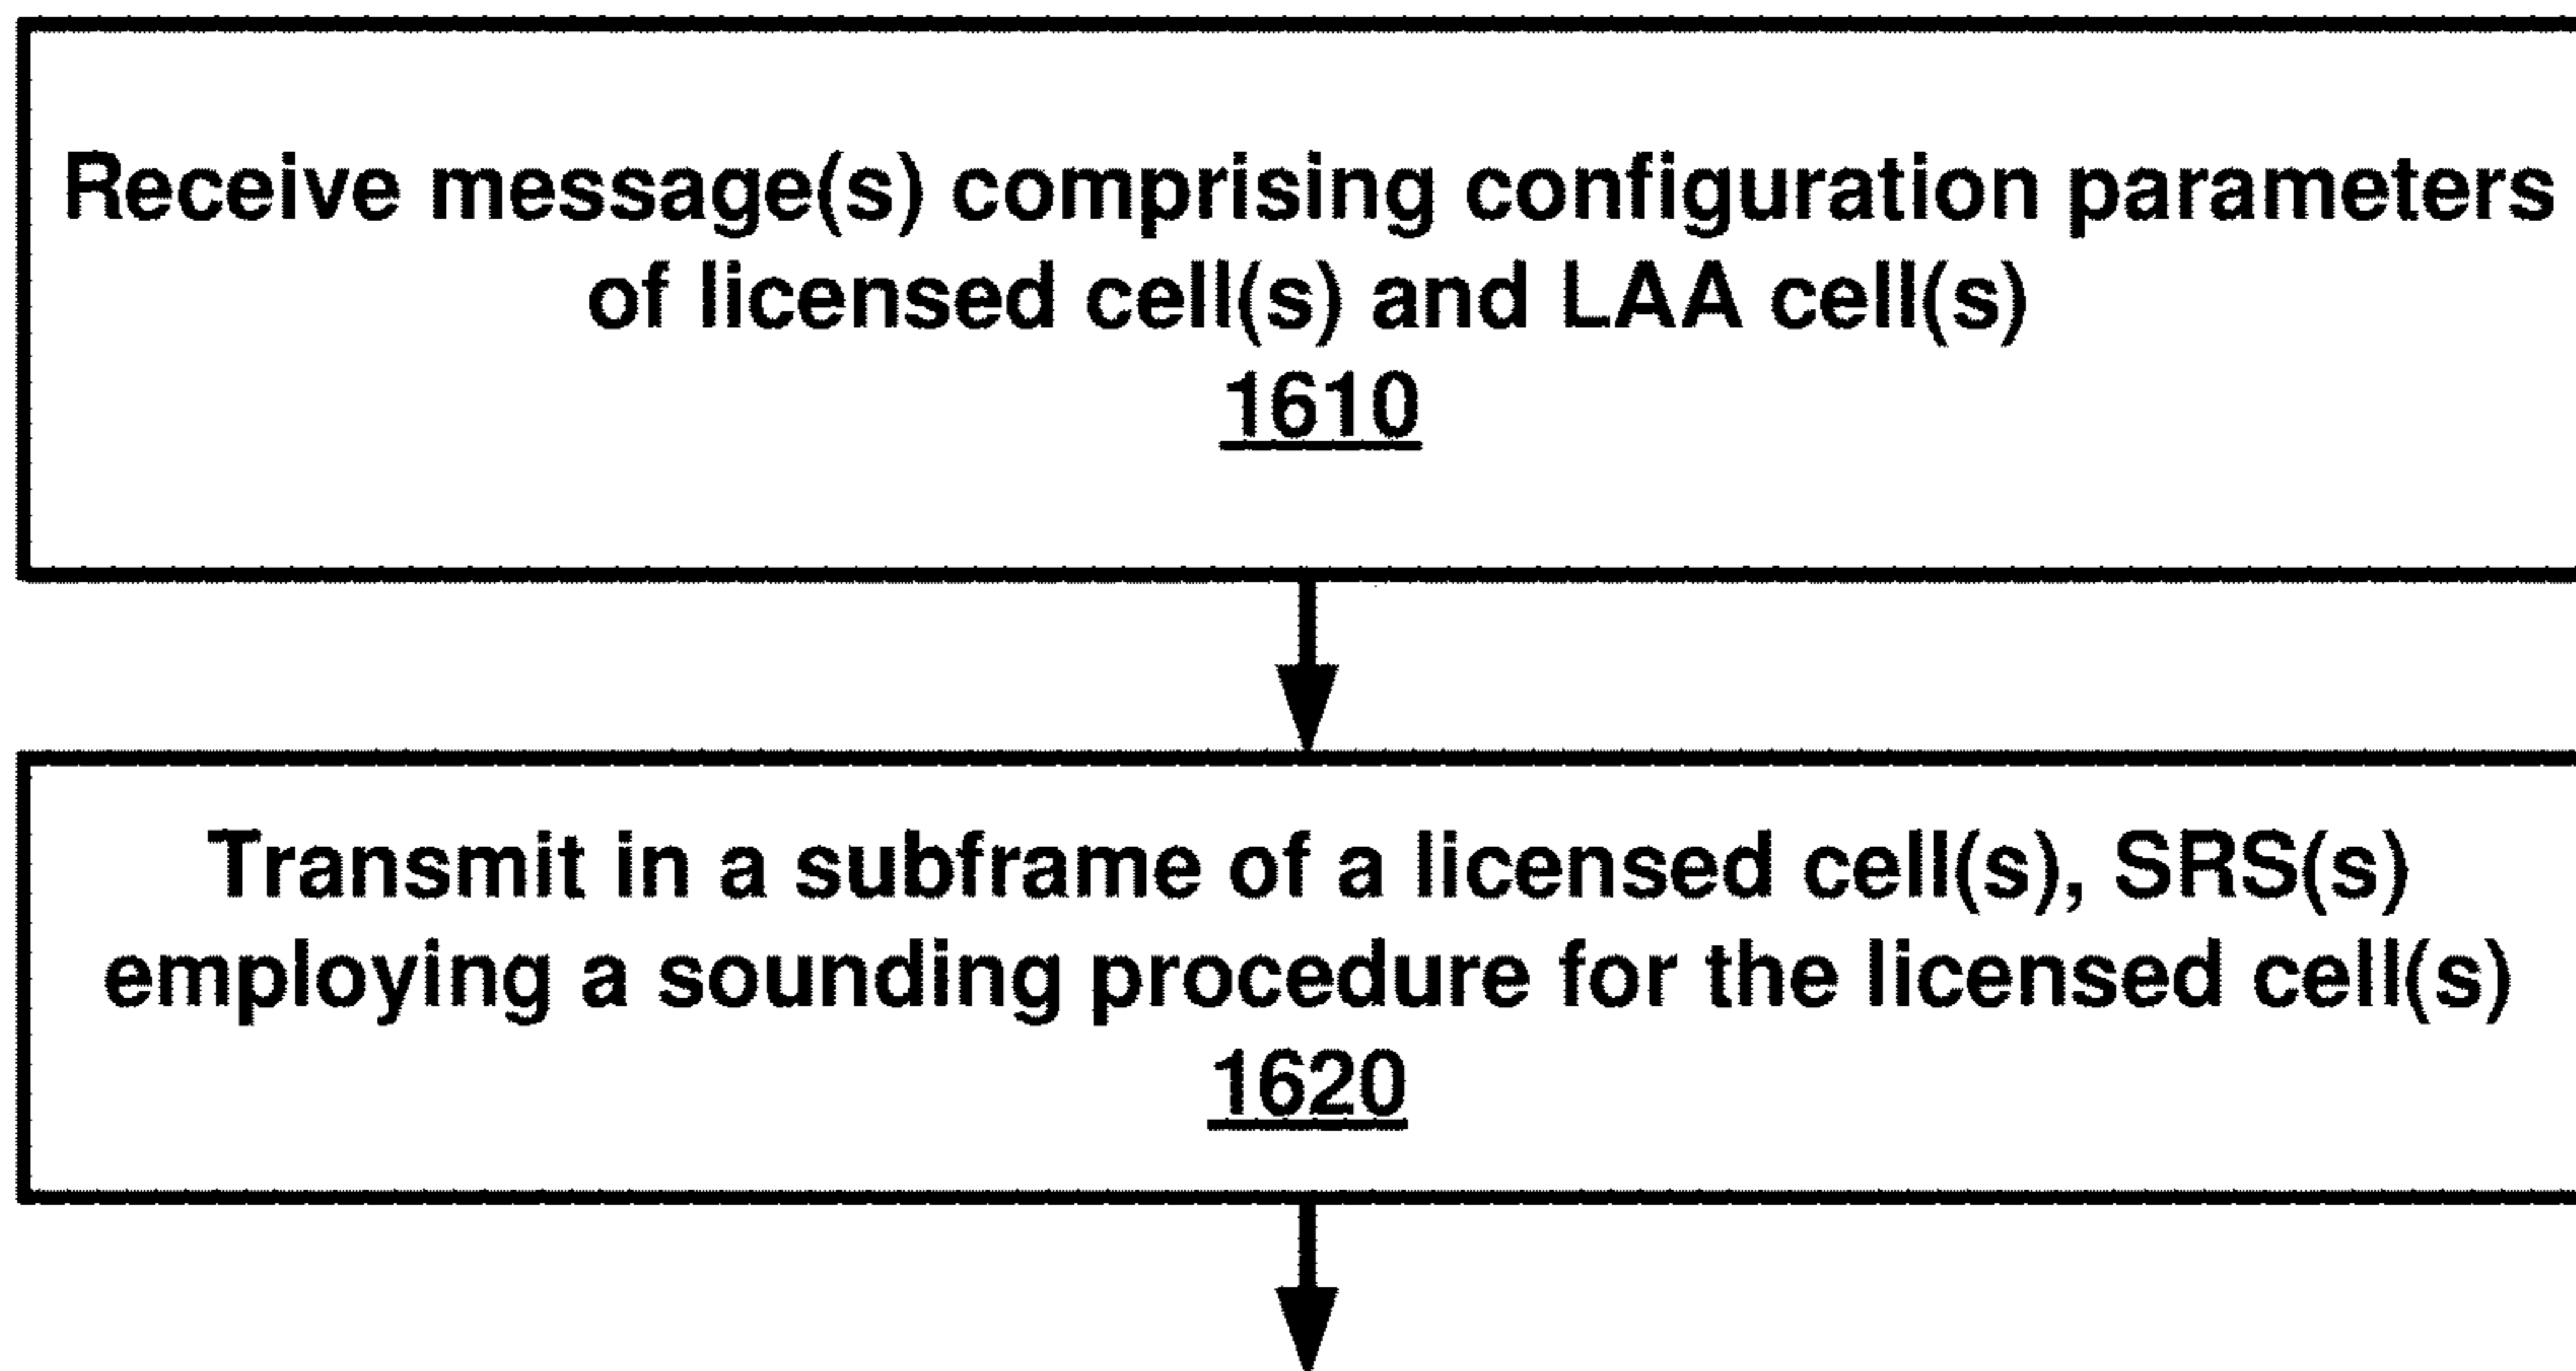 Receive message(s) comprising configuration parameters
of licensed cell(s) and LAA cell(s)
1610
Transmit in a subframe of a licensed cell(s), SRS(s)
employing a sounding procedure for the licensed cell(s)
1620